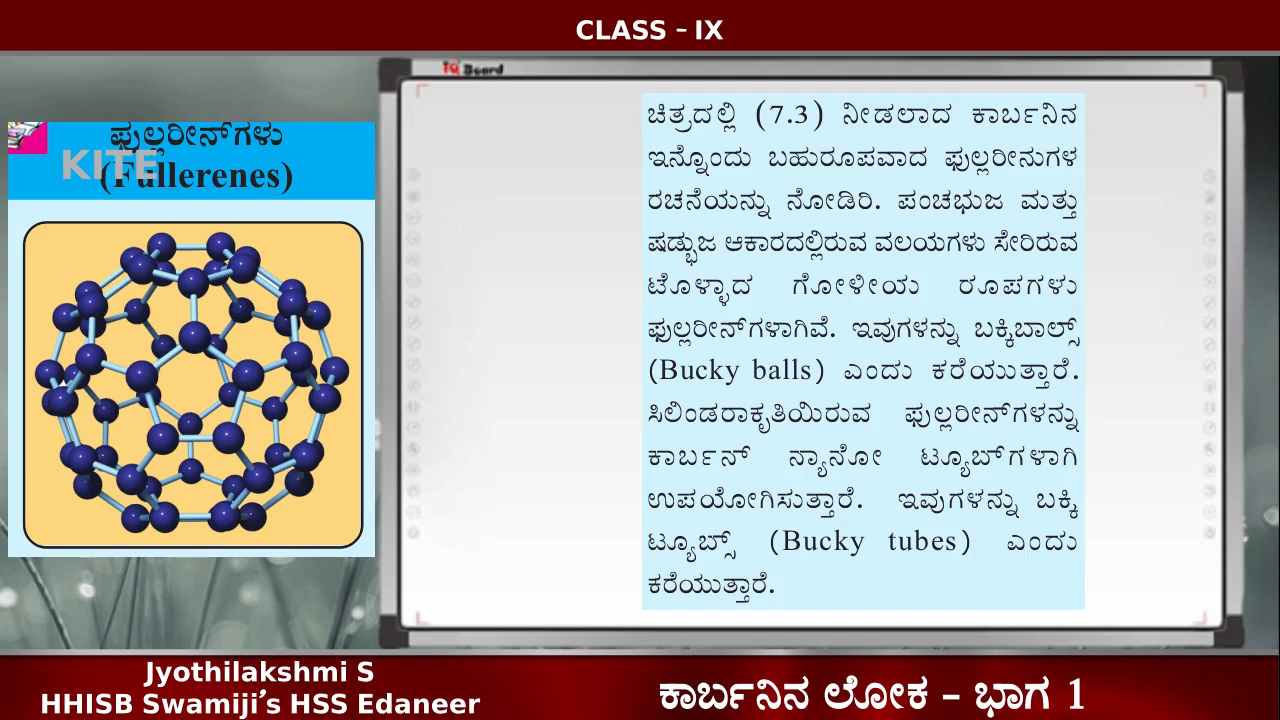 CLASS - IX
TQ Board
ಫುಲ್ಲರೀನ್‌ಗಳು
KITE
(Fullerenes)
ಚಿತ್ರದಲ್ಲಿ (7.3) ನೀಡಲಾದ ಕಾರ್ಬನಿನ
ಇನ್ನೊಂದು ಬಹುರೂಪವಾದ ಫುಲ್ಲರೀನುಗಳ
ರಚನೆಯನ್ನು ನೋಡಿರಿ. ಪಂಚಭುಜ ಮತ್ತು
ಷಡ್ಭುಜ ಆಕಾರದಲ್ಲಿರುವ ವಲಯಗಳು ಸೇರಿರುವ
ಟೊಳ್ಳಾದ ಗೋಳೀಯ ರೂಪಗಳು
ಫುಲ್ಲರೀನ್‌ಗಳಾಗಿವೆ. ಇವುಗಳನ್ನು ಬಕ್ಕಿಬಾಲ್ಸ್
(Bucky balls) ಎಂದು ಕರೆಯುತ್ತಾರೆ.
ಸಿಲಿಂಡರಾಕೃತಿಯಿರುವ ಫುಲ್ಲರೀನ್‌ಗಳನ್ನು
ಕಾರ್ಬನ್ ನ್ಯಾನೋ ಟ್ಯೂಬ್‌ಗಳಾಗಿ
ಉಪಯೋಗಿಸುತ್ತಾರೆ. ಇವುಗಳನ್ನು ಬಕ್ಕಿ
ಟ್ಯೂಬ್ಸ್ (Bucky tubes) ಎಂದು
ಕರೆಯುತ್ತಾರೆ.
Jyothilakshmi S
HHISB Swamiji's HSS Edaneer
ಕಾರ್ಬನಿನ ಲೋಕ - ಭಾಗ 1